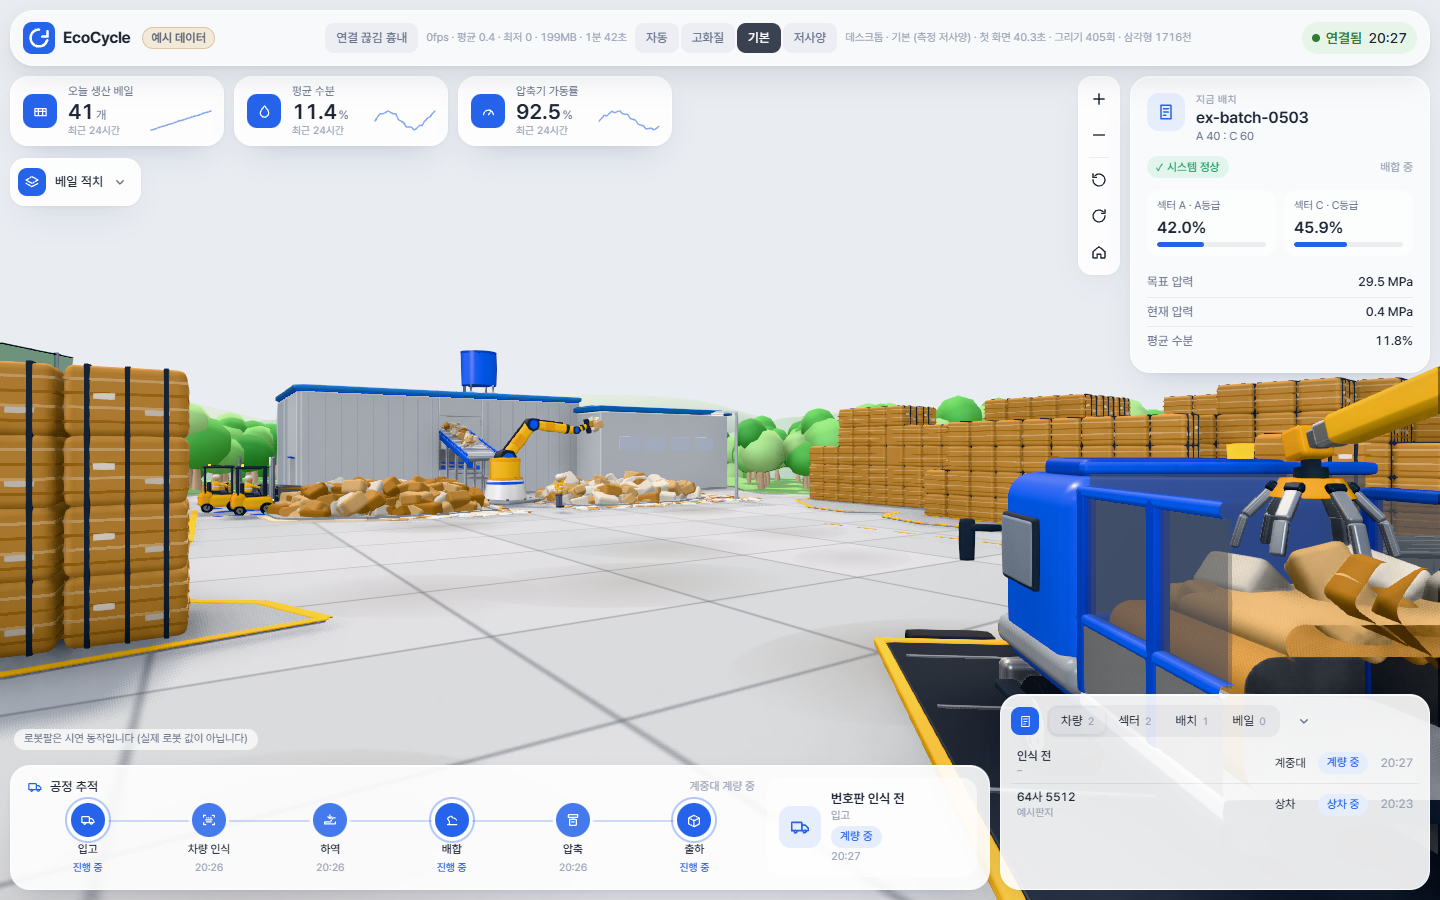 EcoCycle
예시 데이터
연결 끊김 흉내
0fps · 평균 0.4 · 최저 0 · 199MB · 1분 42초
자동
고화질
기본
저사양
데스크톱 · 기본 (측정 저사양) · 첫 화면 40.3초 · 그리기 405회 · 삼각형 1716천
연결됨 20:27
오늘 생산 베일
41개
최근 24시간
평균 수분
11.4%
최근 24시간
압축기 가동률
92.5%
최근 24시간
베일 적치
지금 배치
ex-batch-0503
A 40 : C 60
✓ 시스템 정상
배합 중
섹터 A · A등급
42.0%
섹터 C · C등급
45.9%
목표 압력 29.5 MPa
현재 압력 0.4 MPa
평균 수분 11.8%
로봇팔은 시연 동작입니다 (실제 로봇 값이 아닙니다)
공정 추적
계중대 계량 중
입고
진행 중
차량 인식
20:26
하역
20:26
배합
진행 중
압축
20:26
출하
진행 중
번호판 인식 전
입고
계량 중
20:27
차량 2
섹터 2
배치 1
베일 0
인식 전
–
계중대 계량 중 20:27
64사 5512
예시판지
상차 상차 중 20:23